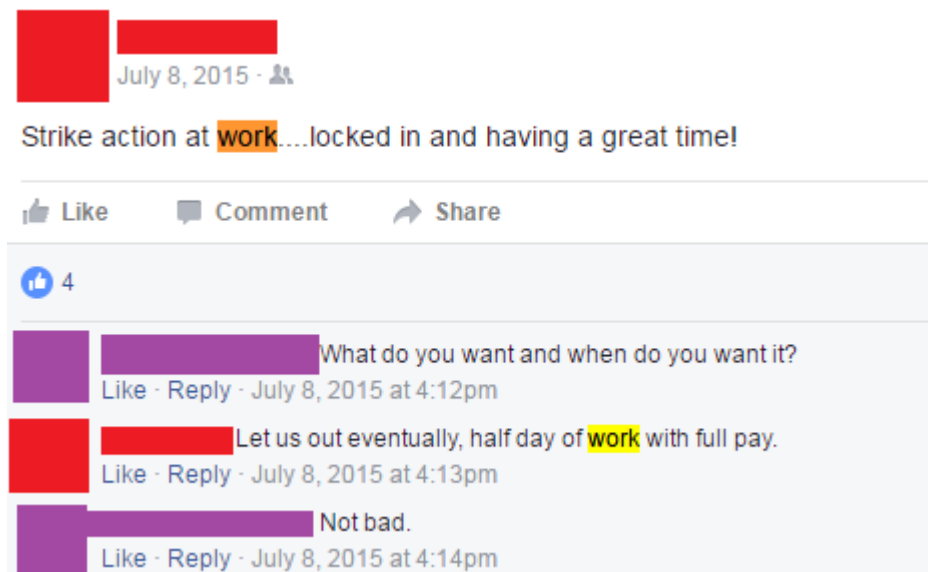 July 8, 2015 ·
Strike action at work....locked in and having a great time!
Like Comment Share
4
What do you want and when do you want it?
Like · Reply · July 8, 2015 at 4:12pm
Let us out eventually, half day of work with full pay.
Like · Reply · July 8, 2015 at 4:13pm
Not bad.
Like · Reply · July 8, 2015 at 4:14pm